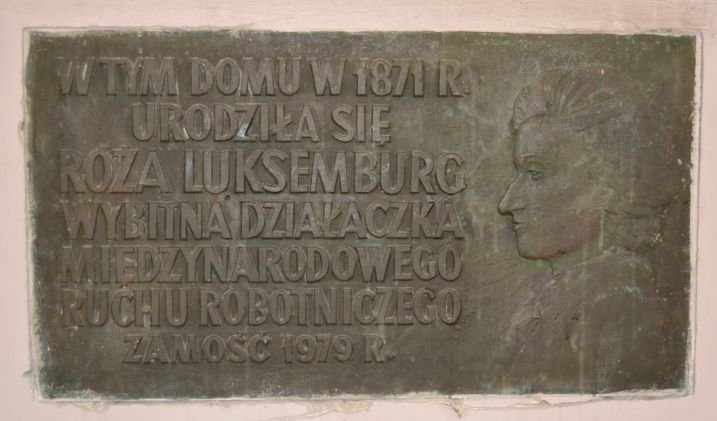 W TYM DOMU W 1871 R.
URODZIŁA SIĘ
RÓŻA LUKSEMBURG
WYBITNA DZIAŁACZKA
MIĘDZYNARODOWEGO
RUCHU ROBOTNICZEGO
ZAMOŚĆ 1979 R.